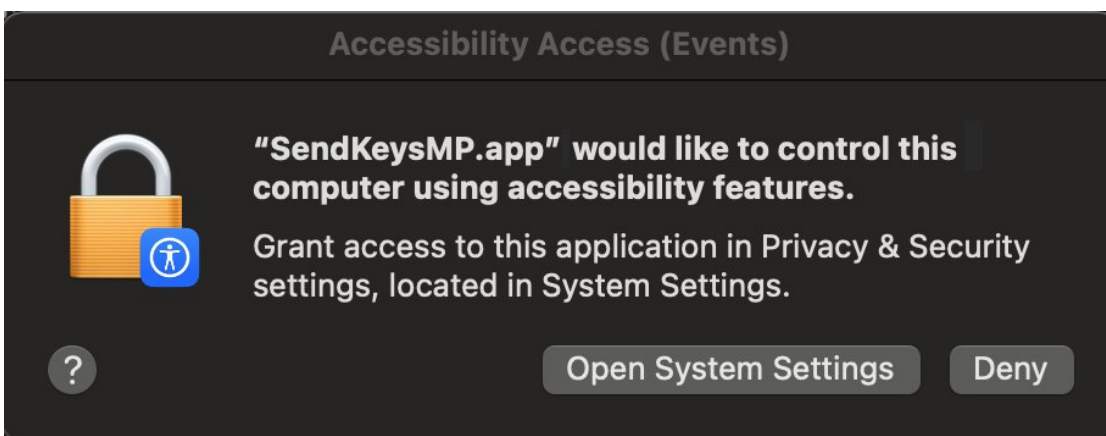 Accessibility Access (Events)
“SendKeysMP.app” would like to control this
computer using accessibility features.
Grant access to this application in Privacy & Security
settings, located in System Settings.
?
Open System Settings
Deny